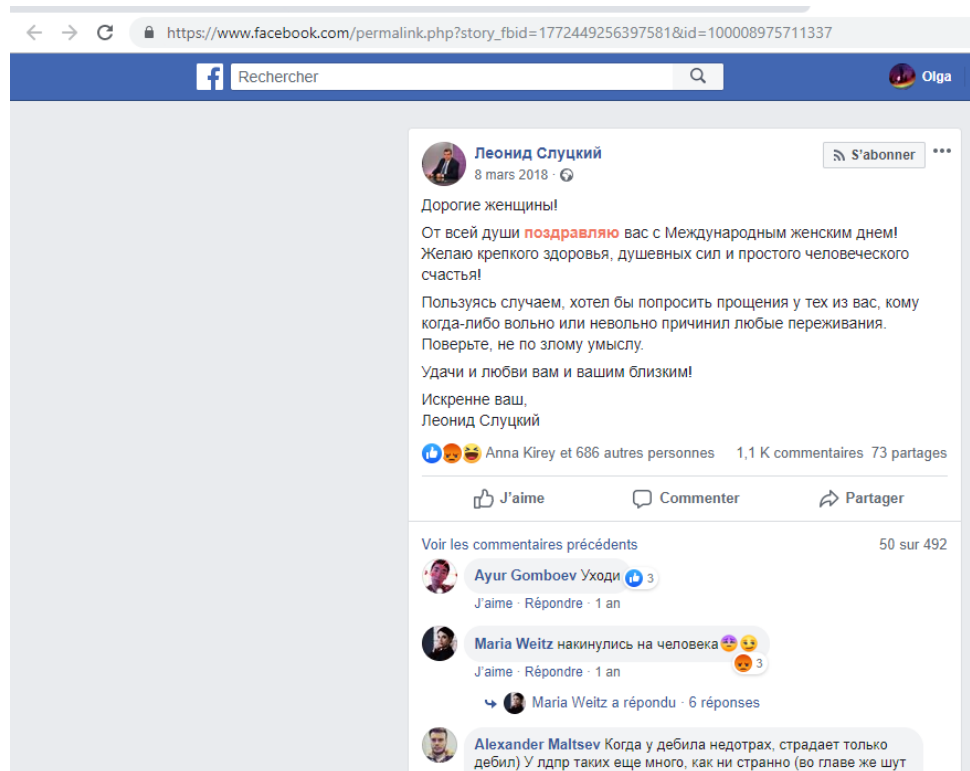 https://www.facebook.com/permalink.php?story_fbid=1772449256397581&id=100008975711337
f
Rechercher
Olga
Леонид Слуцкий
S'abonner
8 mars 2018 ·
Дорогие женщины!
От всей души поздравляю вас с Международным женским днем!
Желаю крепкого здоровья, душевных сил и простого человеческого
счастья!
Пользуясь случаем, хотел бы попросить прощения у тех из вас, кому
когда-либо вольно или невольно причинил любые переживания.
Поверьте, не по злому умыслу.
Удачи и любви вам и вашим близким!
Искренне ваш,
Леонид Слуцкий
Anna Kirey et 686 autres personnes 1,1 K commentaires 73 partages
J'aime Commenter Partager
Voir les commentaires précédents 50 sur 492
Ayur Gomboev Уходи 3
J'aime · Répondre · 1 an
Maria Weitz накинулись на человека
3
J'aime · Répondre · 1 an
Maria Weitz a répondu · 6 réponses
Alexander Maltsev Когда у дебила недотрах, страдает только
дебил) У лдпр таких еще много, как ни странно (во главе же шут